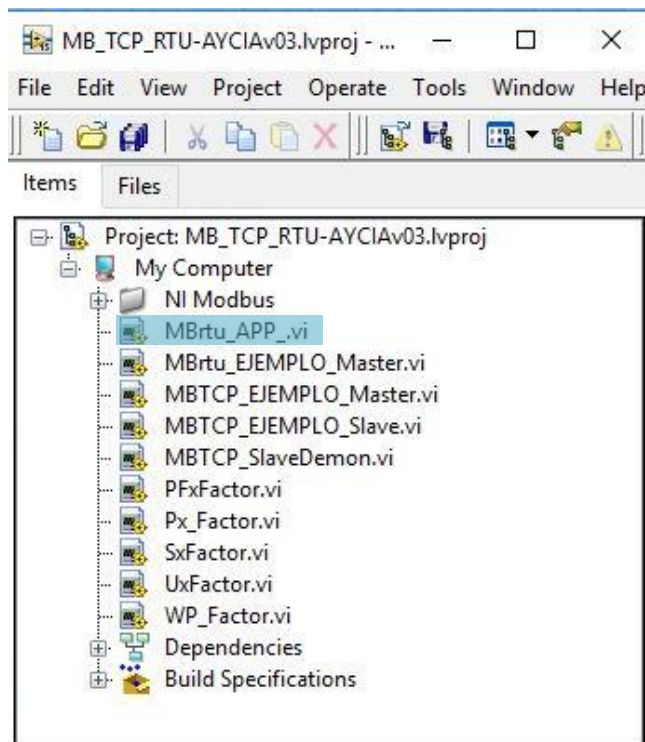 MB_TCP_RTU-AYCIAv03.lvproj - ...
File Edit View Project Operate Tools Window Help
Items Files
Project: MB_TCP_RTU-AYCIAv03.lvproj
My Computer
NI Modbus
MBrtu_APP_.vi
MBrtu_EJEMPLO_Master.vi
MBTCP_EJEMPLO_Master.vi
MBTCP_EJEMPLO_Slave.vi
MBTCP_SlaveDemon.vi
PFxFactor.vi
Px_Factor.vi
SxFactor.vi
UxFactor.vi
WP_Factor.vi
Dependencies
Build Specifications